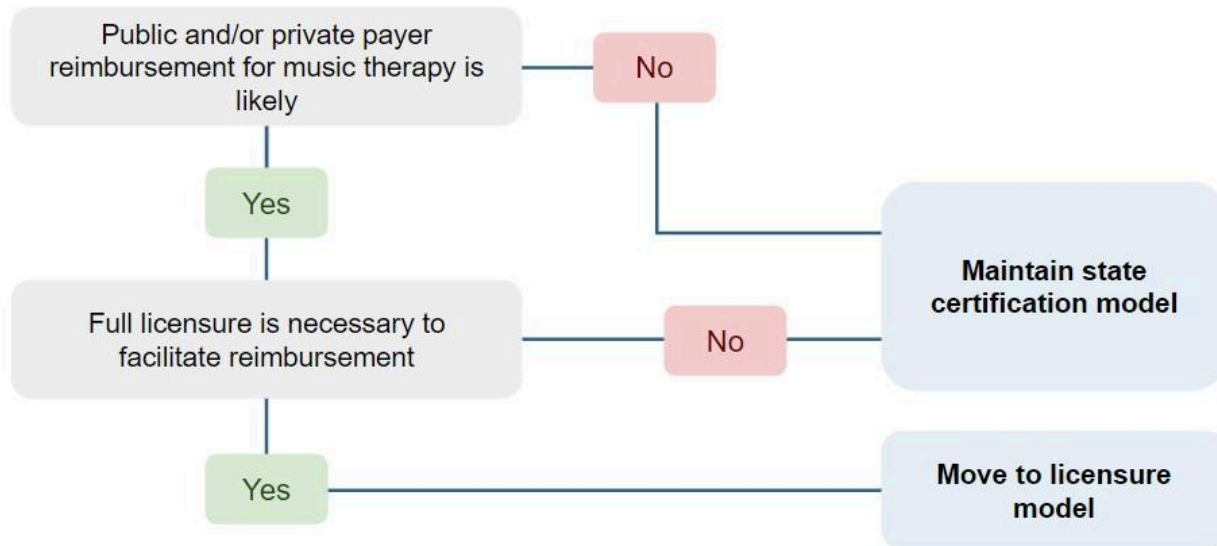 Public and/or private payer
reimbursement for music therapy is
likely
No
Yes
Maintain state
certification model
Full licensure is necessary to
facilitate reimbursement
No
Yes
Move to licensure
model